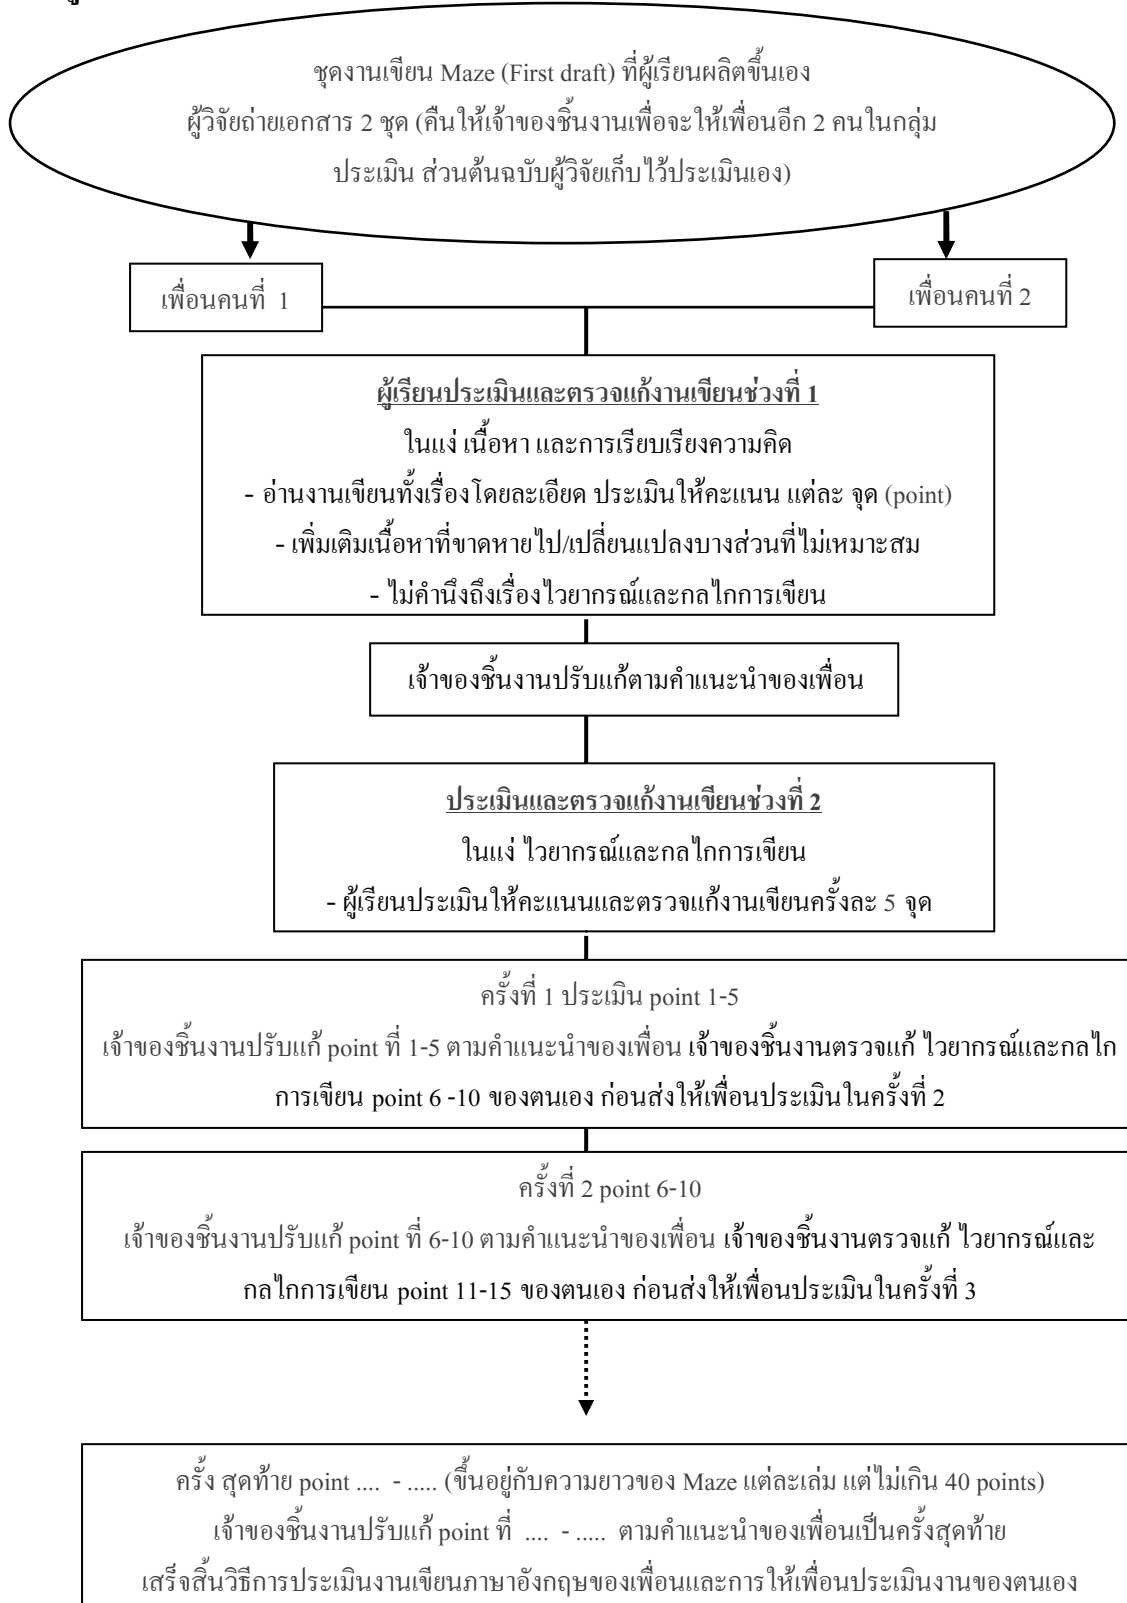 ชุดงานเขียน Maze (First draft) ที่ผู้เรียนผลิตขึ้นเอง
ผู้วิจัยถ่ายเอกสาร 2 ชุด (คืนให้เจ้าของชิ้นงานเพื่อจะให้เพื่อนอีก 2 คนในกลุ่ม
ประเมิน ส่วนต้นฉบับผู้วิจัยเก็บไว้ประเมินเอง)
เพื่อนคนที่ 1
เพื่อนคนที่ 2
ผู้เรียนประเมินและตรวจแก้งานเขียนช่วงที่ 1
ในแง่ เนื้อหา และการเรียบเรียงความคิด
- อ่านงานเขียนทั้งเรื่องโดยละเอียด ประเมินให้คะแนน แต่ละ จุด (point)
- เพิ่มเติมเนื้อหาที่ขาดหายไป/เปลี่ยนแปลงบางส่วนที่ไม่เหมาะสม
- ไม่คำนึงถึงเรื่องไวยากรณ์และกลไกการเขียน
เจ้าของชิ้นงานปรับแก้ตามคำแนะนำของเพื่อน
ประเมินและตรวจแก้งานเขียนช่วงที่ 2
ในแง่ ไวยากรณ์และกลไกการเขียน
- ผู้เรียนประเมินให้คะแนนและตรวจแก้งานเขียนครั้งละ 5 จุด
ครั้งที่ 1 ประเมิน point 1-5
เจ้าของชิ้นงานปรับแก้ point ที่ 1-5 ตามคำแนะนำของเพื่อน เจ้าของชิ้นงานตรวจแก้ ไวยากรณ์และกลไก
การเขียน point 6 -10 ของตนเอง ก่อนส่งให้เพื่อนประเมินในครั้งที่ 2
ครั้งที่ 2 point 6-10
เจ้าของชิ้นงานปรับแก้ point ที่ 6-10 ตามคำแนะนำของเพื่อน เจ้าของชิ้นงานตรวจแก้ ไวยากรณ์และ
กลไกการเขียน point 11-15 ของตนเอง ก่อนส่งให้เพื่อนประเมินในครั้งที่ 3
ครั้ง สุดท้าย point .... - ..... (ขึ้นอยู่กับความยาวของ Maze แต่ละเล่ม แต่ไม่เกิน 40 points)
เจ้าของชิ้นงานปรับแก้ point ที่ .... - ..... ตามคำแนะนำของเพื่อนเป็นครั้งสุดท้าย
เสร็จสิ้นวิธีการประเมินงานเขียนภาษาอังกฤษของเพื่อนและการให้เพื่อนประเมินงานของตนเอง